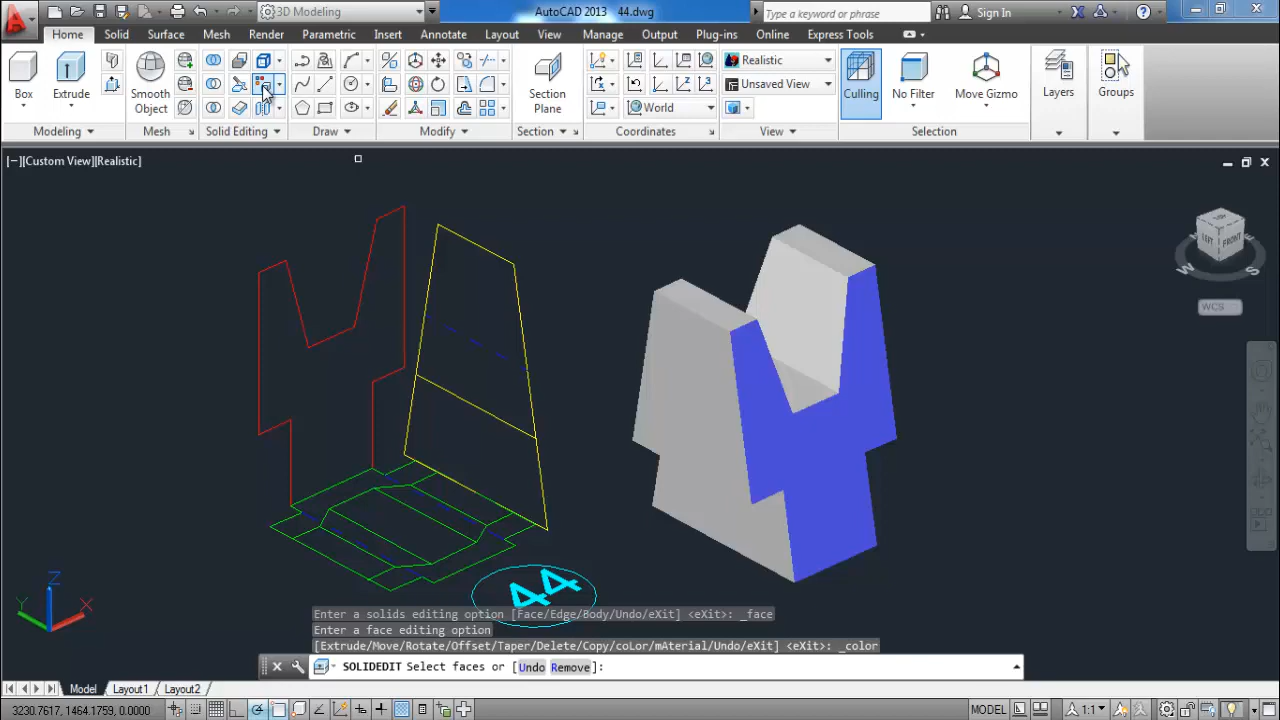 3D Modeling
AutoCAD 2013 44.dwg
Type a keyword or phrase
Sign In
Home Solid Surface Mesh Render Parametric Insert Annotate Layout View Manage Output Plug-ins Online Express Tools
Box
Extrude
Smooth Object
Section Plane
Realistic
Unsaved View
World
Culling
No Filter
Move Gizmo
Layers
Groups
Modeling
Mesh
Solid Editing
Draw
Modify
Section
Coordinates
View
Selection
[−][Custom View][Realistic]
TOP
LEFT
FRONT
W
S
WCS
Z
Y
X
44
Enter a solids editing option [Face/Edge/Body/Undo/eXit] <eXit>: _face
Enter a face editing option
[Extrude/Move/Rotate/Offset/Taper/Delete/Copy/coLor/mAterial/Undo/eXit] <eXit>: _color
SOLIDEDIT Select faces or [Undo Remove]:
Model Layout1 Layout2
3230.7617, 1464.1759, 0.0000
MODEL
1:1